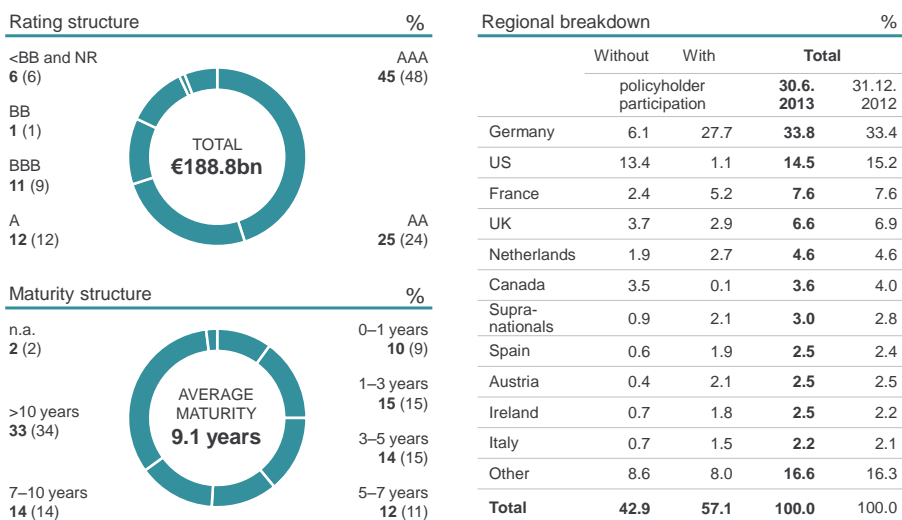 Rating structure %
<BB and NR
6 (6)
BB
1 (1)
BBB
11 (9)
A
12 (12)
TOTAL
€188.8bn
AAA
45 (48)
AA
25 (24)
Maturity structure %
n.a.
2 (2)
>10 years
33 (34)
7–10 years
14 (14)
AVERAGE
MATURITY
9.1 years
0–1 years
10 (9)
1–3 years
15 (15)
3–5 years
14 (15)
5–7 years
12 (11)
Regional breakdown %
Without With Total
policyholder
participation
30.6.
2013
31.12.
2012
Germany 6.1 27.7 33.8 33.4
US 13.4 1.1 14.5 15.2
France 2.4 5.2 7.6 7.6
UK 3.7 2.9 6.6 6.9
Netherlands 1.9 2.7 4.6 4.6
Canada 3.5 0.1 3.6 4.0
Supra-
nationals 0.9 2.1 3.0 2.8
Spain 0.6 1.9 2.5 2.4
Austria 0.4 2.1 2.5 2.5
Ireland 0.7 1.8 2.5 2.2
Italy 0.7 1.5 2.2 2.1
Other 8.6 8.0 16.6 16.3
Total 42.9 57.1 100.0 100.0